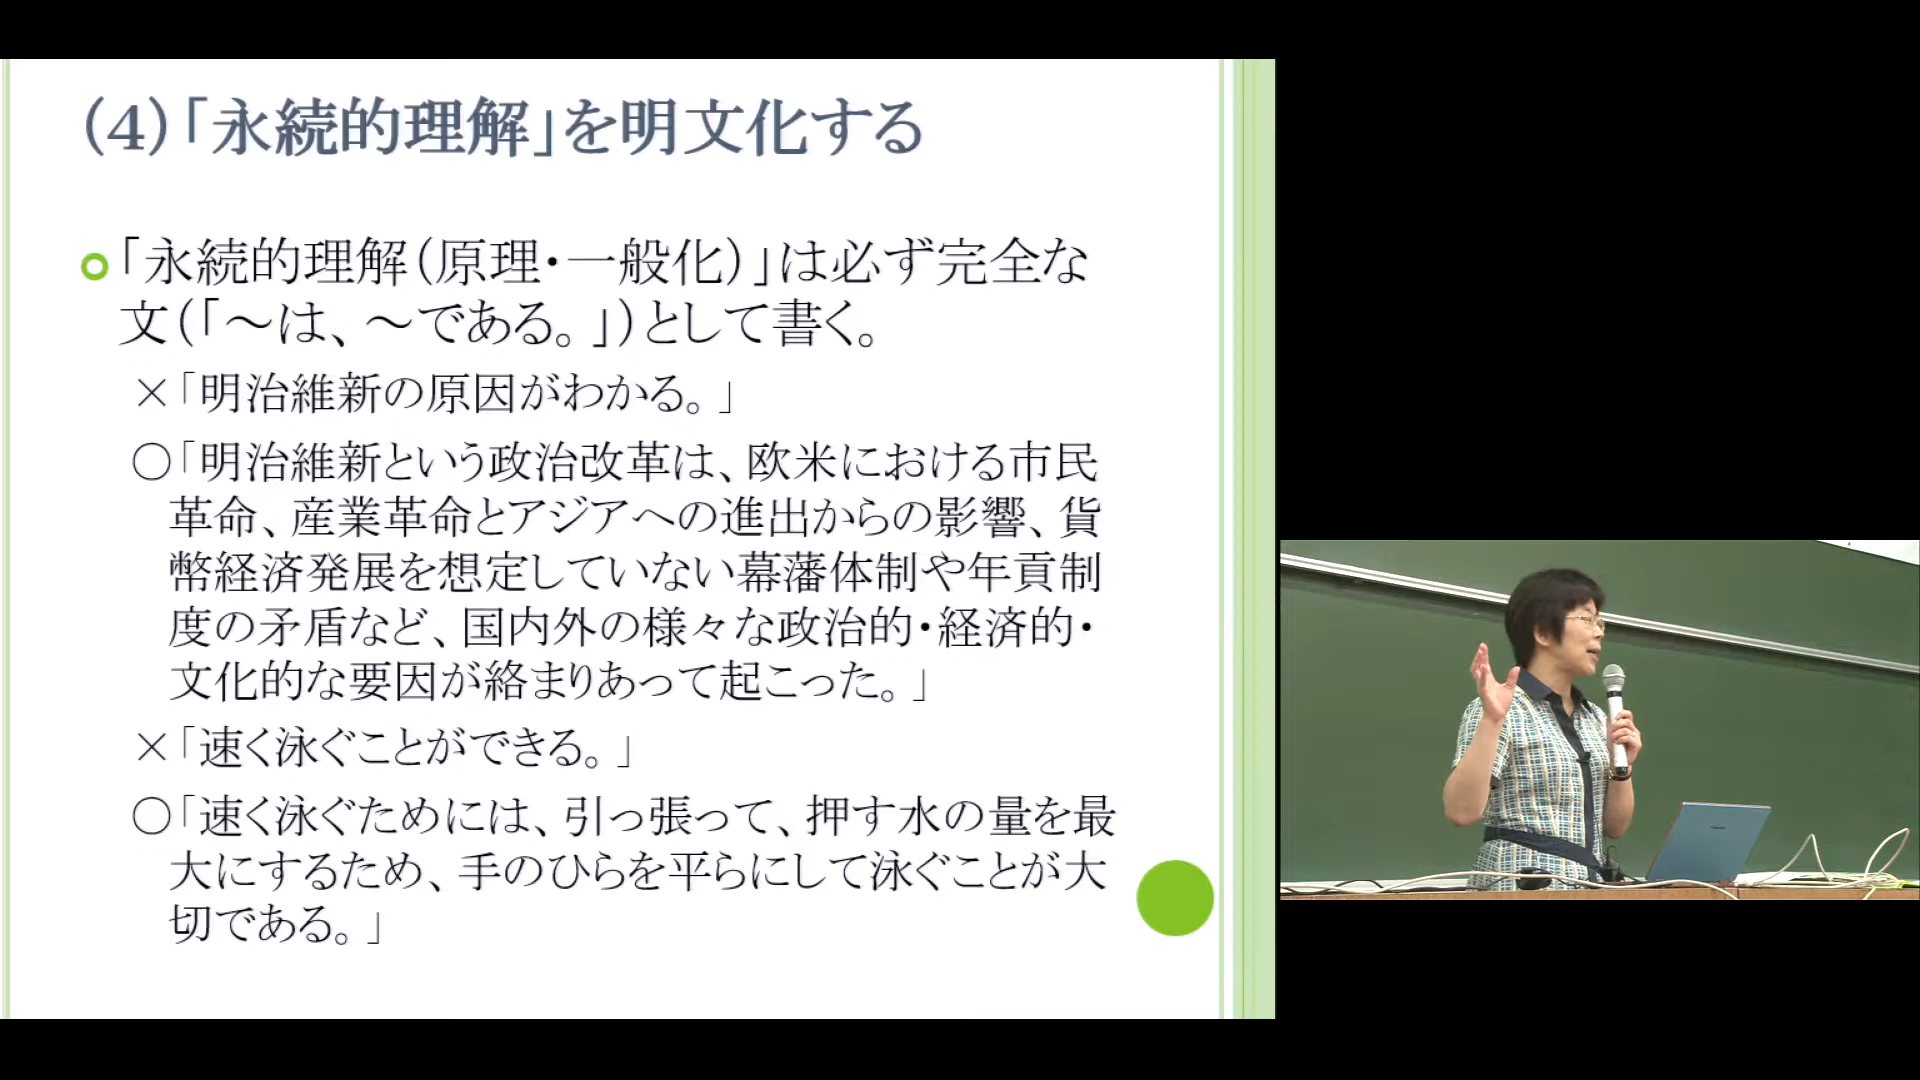 (4)「永続的理解」を明文化する
「永続的理解(原理・一般化)」は必ず完全な
文(「～は、～である。」)として書く。
×「明治維新の原因がわかる。」
○「明治維新という政治改革は、欧米における市民
革命、産業革命とアジアへの進出からの影響、貨
幣経済発展を想定していない幕藩体制や年貢制
度の矛盾など、国内外の様々な政治的・経済的・
文化的な要因が絡まりあって起こった。」
×「速く泳ぐことができる。」
○「速く泳ぐためには、引っ張って、押す水の量を最
大にするため、手のひらを平らにして泳ぐことが大
切である。」